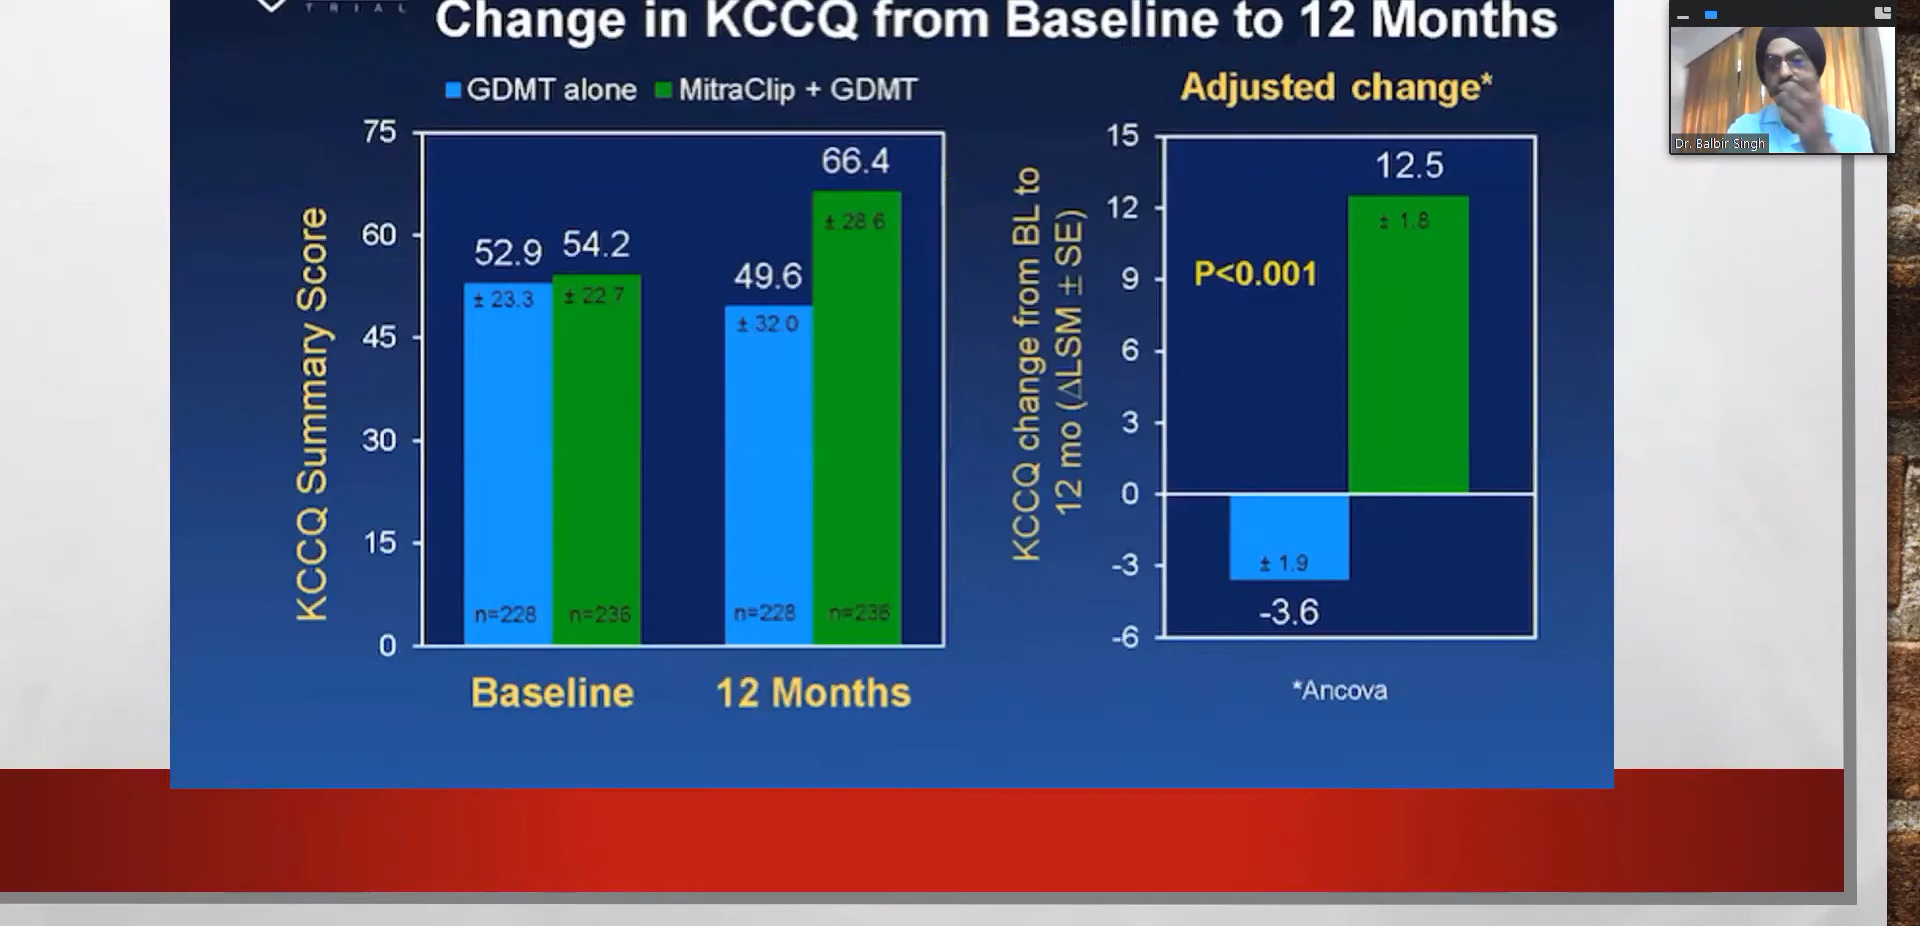 TRIAL
Change in KCCQ from Baseline to 12 Months
GDMT alone MitraClip + GDMT
Adjusted change*
KCCQ Summary Score
75
60
45
30
15
0
52.9
± 23.3
n=228
54.2
± 22.7
n=236
49.6
± 32.0
n=228
66.4
± 28.6
n=236
Baseline
12 Months
KCCQ change from BL to
12 mo (ΔLSM ± SE)
15
12
9
6
3
0
-3
-6
P<0.001
12.5
± 1.8
± 1.9
-3.6
*Ancova
Dr. Balbir Singh